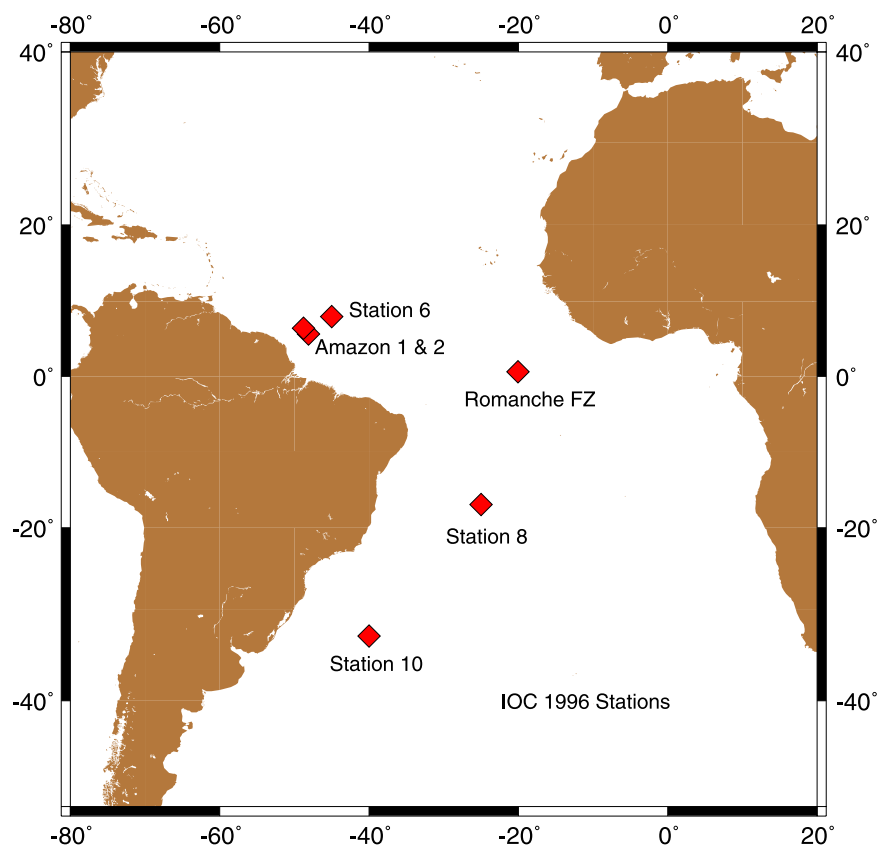 -80° -60° -40° -20° 0° 20°
40° 40°
20° 20°
Station 6
Amazon 1 & 2
0° 0°
Romanche FZ
-20° -20°
Station 8
Station 10
-40° IOC 1996 Stations -40°
-80° -60° -40° -20° 0° 20°